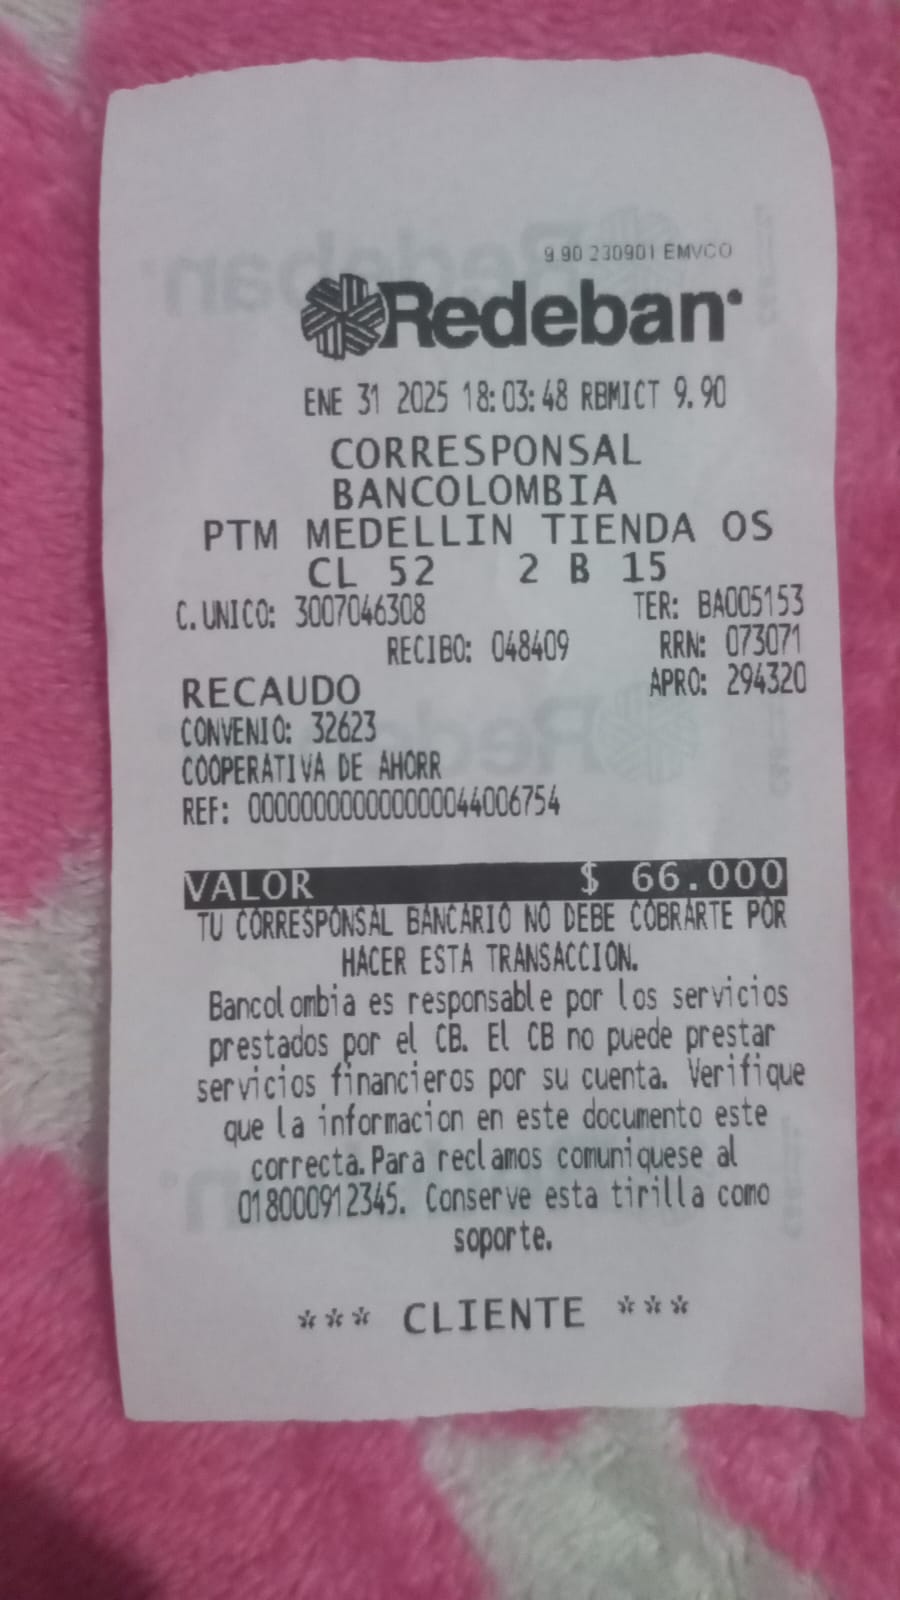 9.90 230901 EMVCO
Redeban
ENE 31 2025 18:03:48 RBMICT 9.90
CORRESPONSAL
BANCOLOMBIA
PTM MEDELLIN TIENDA OS
CL 52 2 B 15
C.UNICO: 3007046308 TER: BA005153
RECIBO: 048409 RRN: 073071
RECAUDO APRO: 294320
CONVENIO: 32623
COOPERATIVA DE AHORR
REF: 000000000000000044006754
VALOR $ 66.000
TU CORRESPONSAL BANCARIO NO DEBE COBRARTE POR
HACER ESTA TRANSACCION.
Bancolombia es responsable por los servicios
prestados por el CB. El CB no puede prestar
servicios financieros por su cuenta. Verifique
que la informacion en este documento este
correcta.Para reclamos comuniquese al
018000912345. Conserve esta tirilla como
soporte.
*** CLIENTE ***